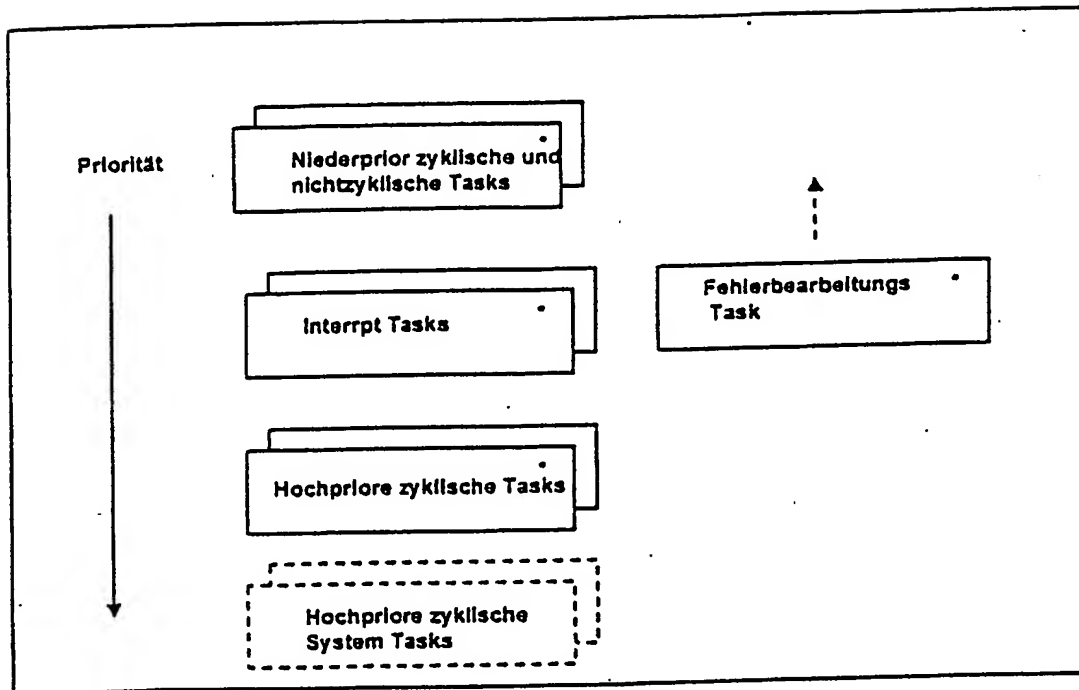 Priorität
Niederprior zyklische und
nichtzyklische Tasks
Interrpt Tasks
Fehlerbearbeitungs
Task
Hochpriore zyklische Tasks
Hochpriore zyklische
System Tasks